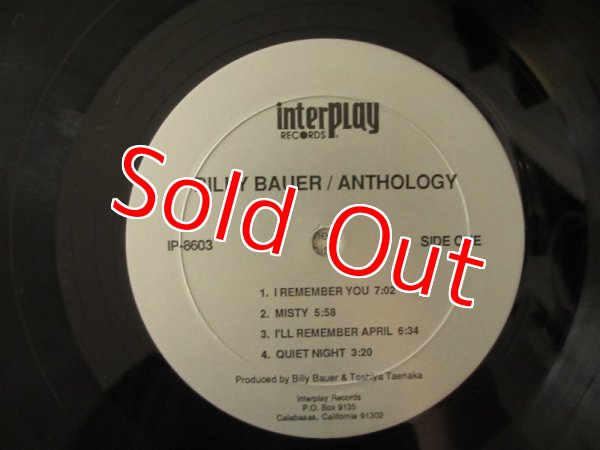 interplay
RECORDS
BILLY BAUER / ANTHOLOGY
Sold Out
IP-8603
SIDE ONE
1. I REMEMBER YOU 7:02
2. MISTY 5:58
3. I'LL REMEMBER APRIL 6:34
4. QUIET NIGHT 3:20
Produced by Billy Bauer & Toshiya Taenaka
Interplay Records
P.O. Box 9135
Calabasas, California 91302